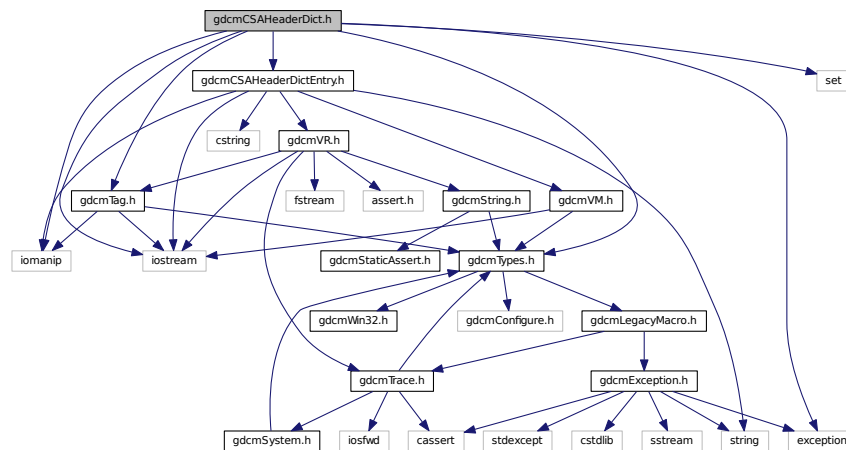 gdcmCSAHeaderDict.h
gdcmCSAHeaderDictEntry.h
set
cstring
gdcmVR.h
gdcmTag.h
fstream
assert.h
gdcmString.h
gdcmVM.h
iomanip
iostream
gdcmStaticAssert.h
gdcmTypes.h
gdcmWin32.h
gdcmConfigure.h
gdcmLegacyMacro.h
gdcmTrace.h
gdcmException.h
gdcmSystem.h
iosfwd
cassert
stdexcept
cstdlib
sstream
string
exception